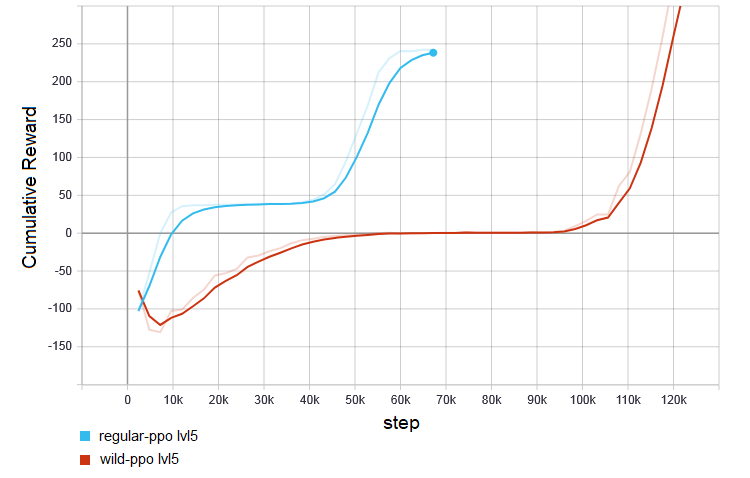 Cumulative Reward
250
200
150
100
50
0
-50
-100
-150
0 10k 20k 30k 40k 50k 60k 70k 80k 90k 100k 110k 120k
step
regular-ppo lvl5
wild-ppo lvl5